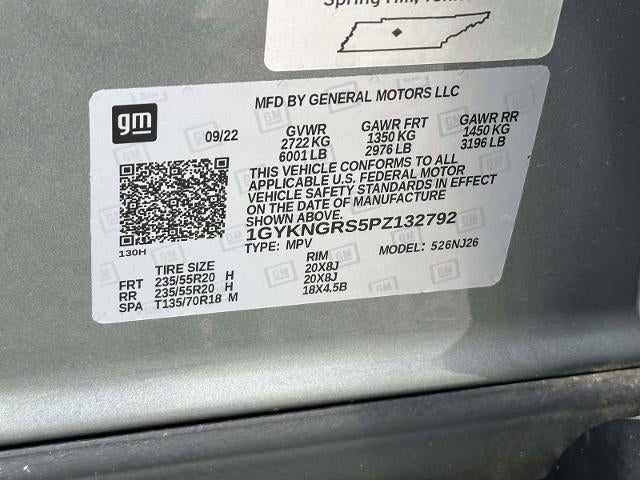 Spring Hill,
MFD BY GENERAL MOTORS LLC
gm
09/22 GVWR GAWR FRT GAWR RR
2722 KG 1350 KG 1450 KG
6001 LB 2976 LB 3196 LB
THIS VEHICLE CONFORMS TO ALL
APPLICABLE U.S. FEDERAL MOTOR
VEHICLE SAFETY STANDARDS IN EFFECT
ON THE DATE OF MANUFACTURE
SHOWN ABOVE.
1GYKNGRS5PZ132792
130H TYPE: MPV MODEL: 526NJ26
TIRE SIZE RIM
FRT 235/55R20 H 20X8J
RR 235/55R20 H 20X8J
SPA T135/70R18 M 18X4.5B